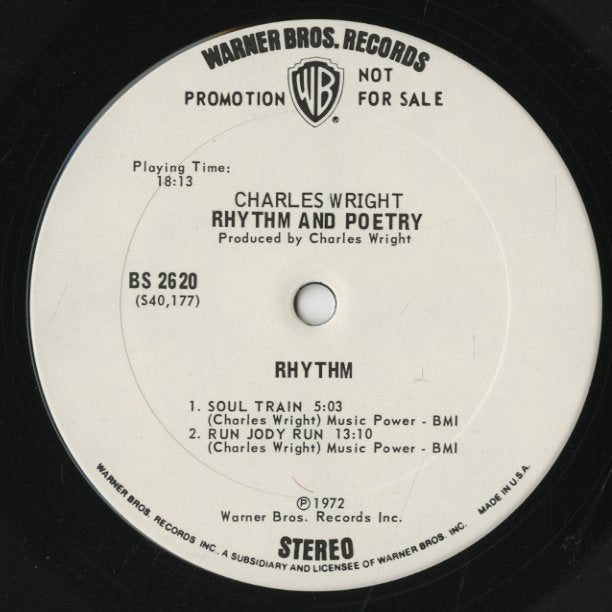 WARNER BROS. RECORDS
PROMOTION
WB
®
NOT
FOR SALE
Playing Time:
18:13
CHARLES WRIGHT
RHYTHM AND POETRY
Produced by Charles Wright
BS 2620
(S40,177)
RHYTHM
1. SOUL TRAIN 5:03
(Charles Wright) Music Power - BMI
2. RUN JODY RUN 13:10
(Charles Wright) Music Power - BMI
℗1972
Warner Bros. Records Inc.
STEREO
WARNER BROS. RECORDS INC. A SUBSIDIARY AND LICENSEE OF WARNER BROS. INC.
MADE IN U.S.A.